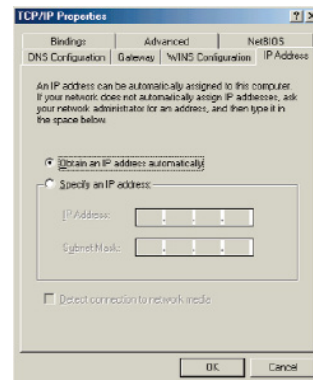 TCP/IP Properties
? x
Bindings Advanced NetBIOS
DNS Configuration Gateway WINS Configuration IP Address
An IP address can be automatically assigned to this computer.
If your network does not automatically assign IP addresses, ask
your network administrator for an address, and then type it in
the space below.
Obtain an IP address automatically
Specify an IP address:
IP Address:
Subnet Mask:
Detect connection to network media
OK Cancel